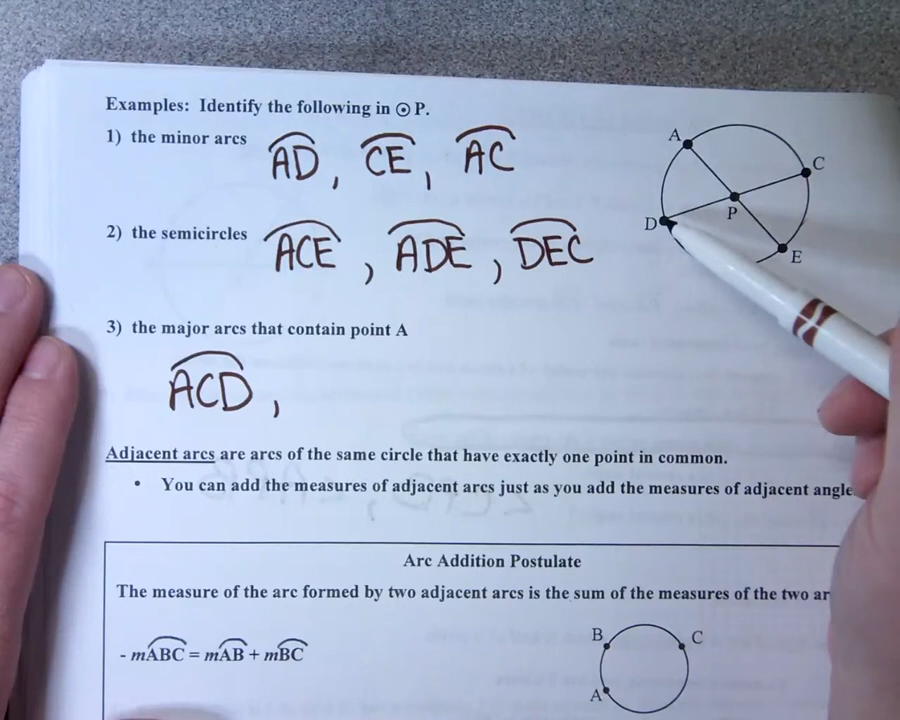 Examples: Identify the following in ⊙ P.
1) the minor arcs AD, CE, AC
A
C
P
D
E
2) the semicircles ACE, ADE, DEC
3) the major arcs that contain point A
ACD,
Adjacent arcs are arcs of the same circle that have exactly one point in common.
• You can add the measures of adjacent arcs just as you add the measures of adjacent angle
Arc Addition Postulate
The measure of the arc formed by two adjacent arcs is the sum of the measures of the two ar
- mABC = mAB + mBC
B
C
A